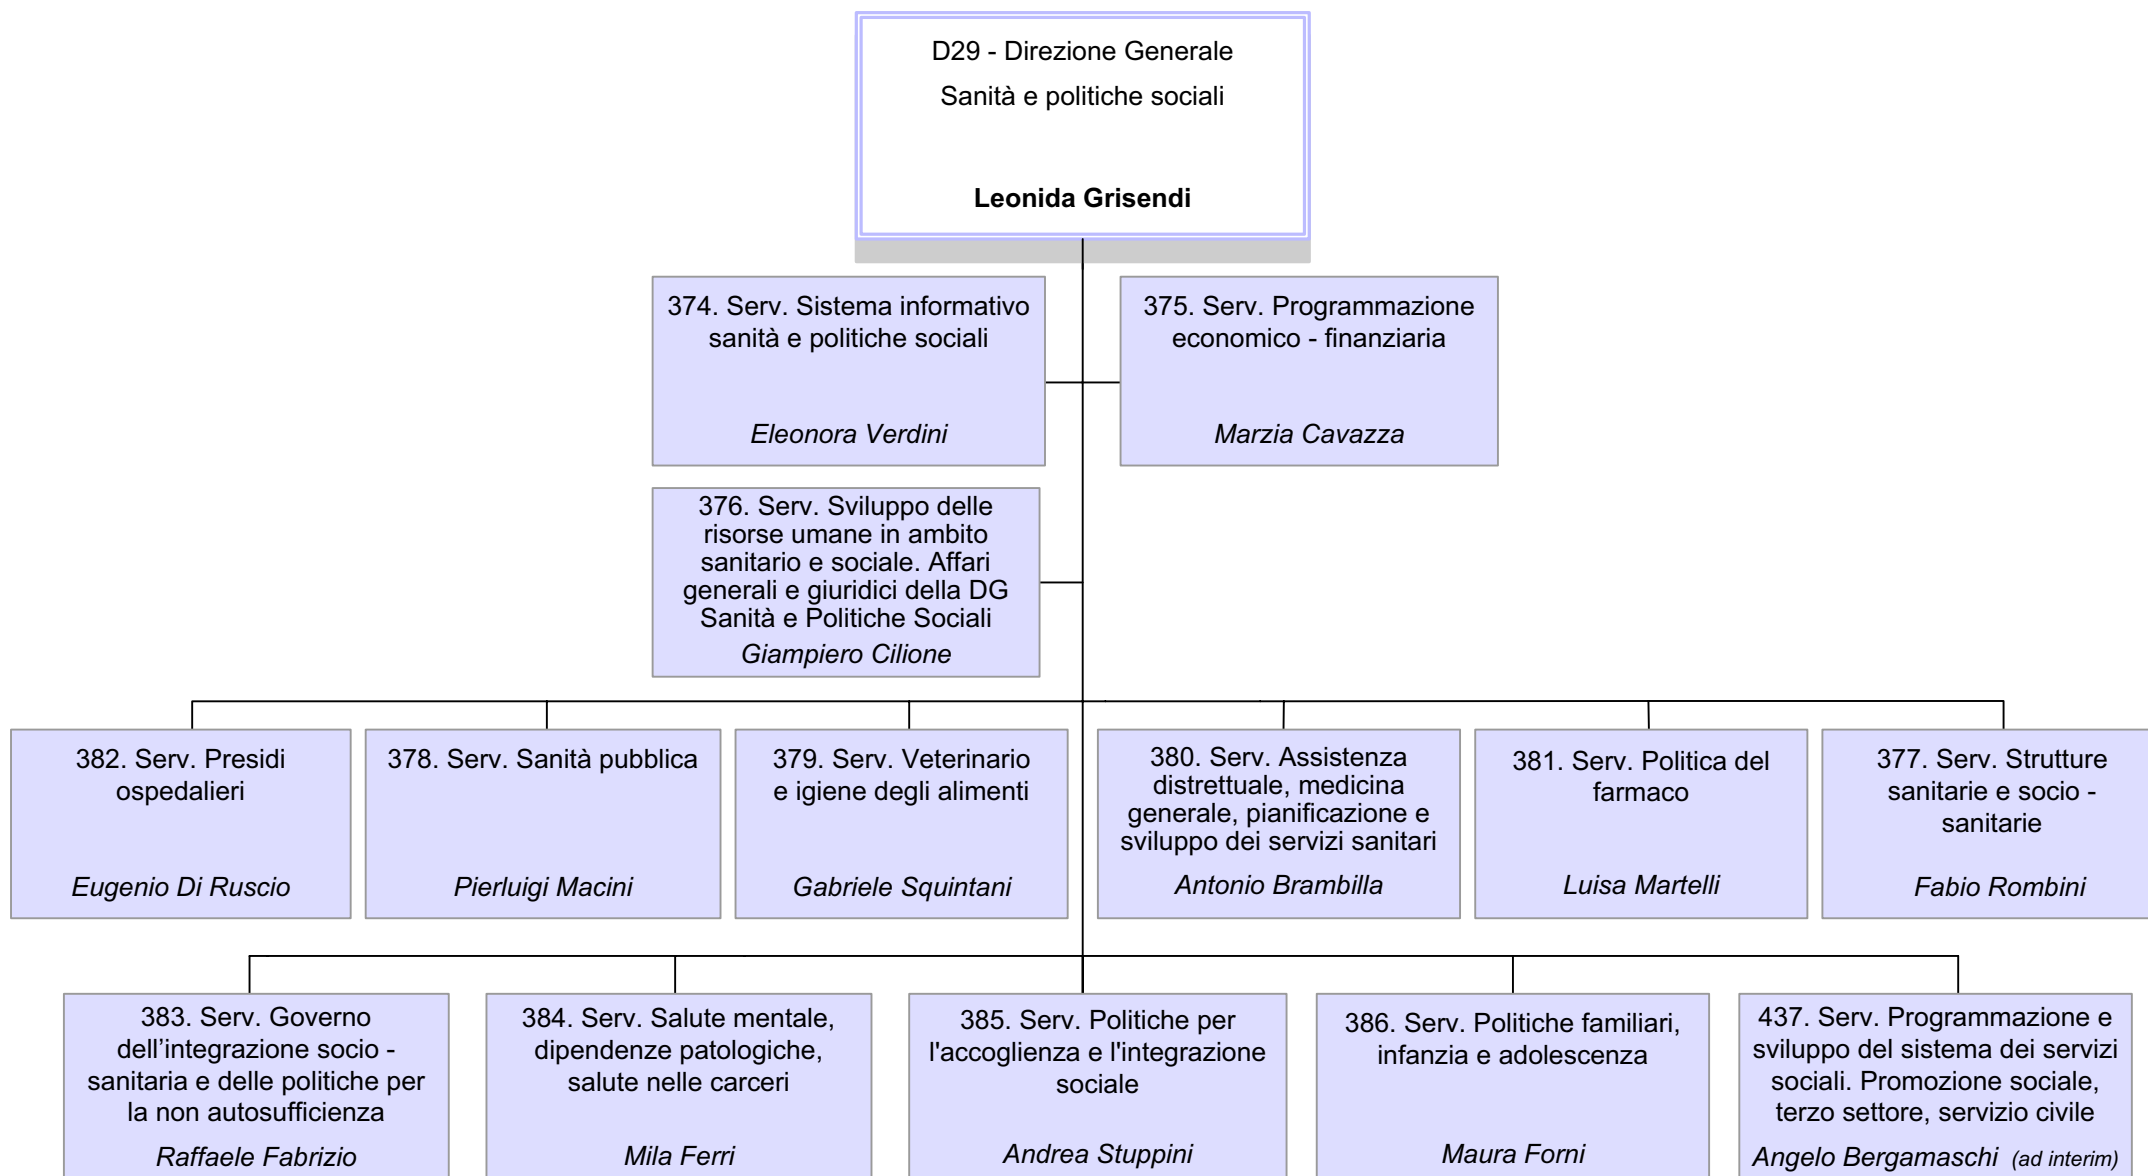 D29 - Direzione Generale
Sanità e politiche sociali
Leonida Grisendi
374. Serv. Sistema informativo
sanità e politiche sociali
Eleonora Verdini
375. Serv. Programmazione
economico - finanziaria
Marzia Cavazza
376. Serv. Sviluppo delle
risorse umane in ambito
sanitario e sociale. Affari
generali e giuridici della DG
Sanità e Politiche Sociali
Giampiero Cilione
382. Serv. Presidi
ospedalieri
Eugenio Di Ruscio
378. Serv. Sanità pubblica
Pierluigi Macini
379. Serv. Veterinario
e igiene degli alimenti
Gabriele Squintani
380. Serv. Assistenza
distrettuale, medicina
generale, pianificazione e
sviluppo dei servizi sanitari
Antonio Brambilla
381. Serv. Politica del
farmaco
Luisa Martelli
377. Serv. Strutture
sanitarie e socio -
sanitarie
Fabio Rombini
383. Serv. Governo
dell’integrazione socio -
sanitaria e delle politiche per
la non autosufficienza
Raffaele Fabrizio
384. Serv. Salute mentale,
dipendenze patologiche,
salute nelle carceri
Mila Ferri
385. Serv. Politiche per
l'accoglienza e l'integrazione
sociale
Andrea Stuppini
386. Serv. Politiche familiari,
infanzia e adolescenza
Maura Forni
437. Serv. Programmazione e
sviluppo del sistema dei servizi
sociali. Promozione sociale,
terzo settore, servizio civile
Angelo Bergamaschi (ad interim)